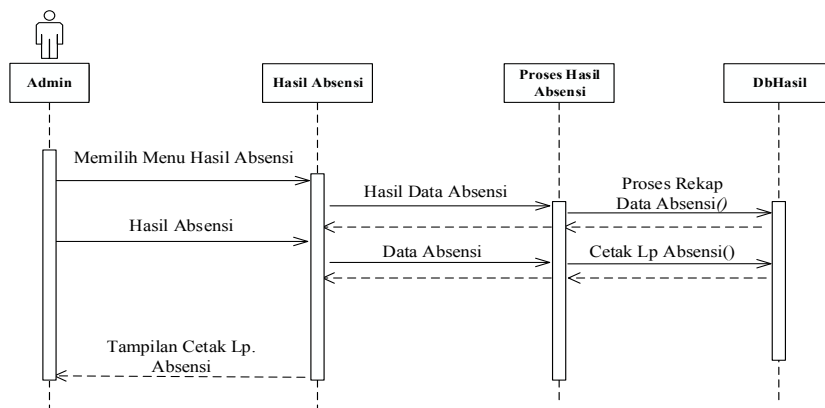 Admin
Hasil Absensi
Proses Hasil
Absensi
DbHasil
Memilih Menu Hasil Absensi
Hasil Data Absensi
Proses Rekap
Data Absensi()
Hasil Absensi
Data Absensi
Cetak Lp Absensi()
Tampilan Cetak Lp.
Absensi